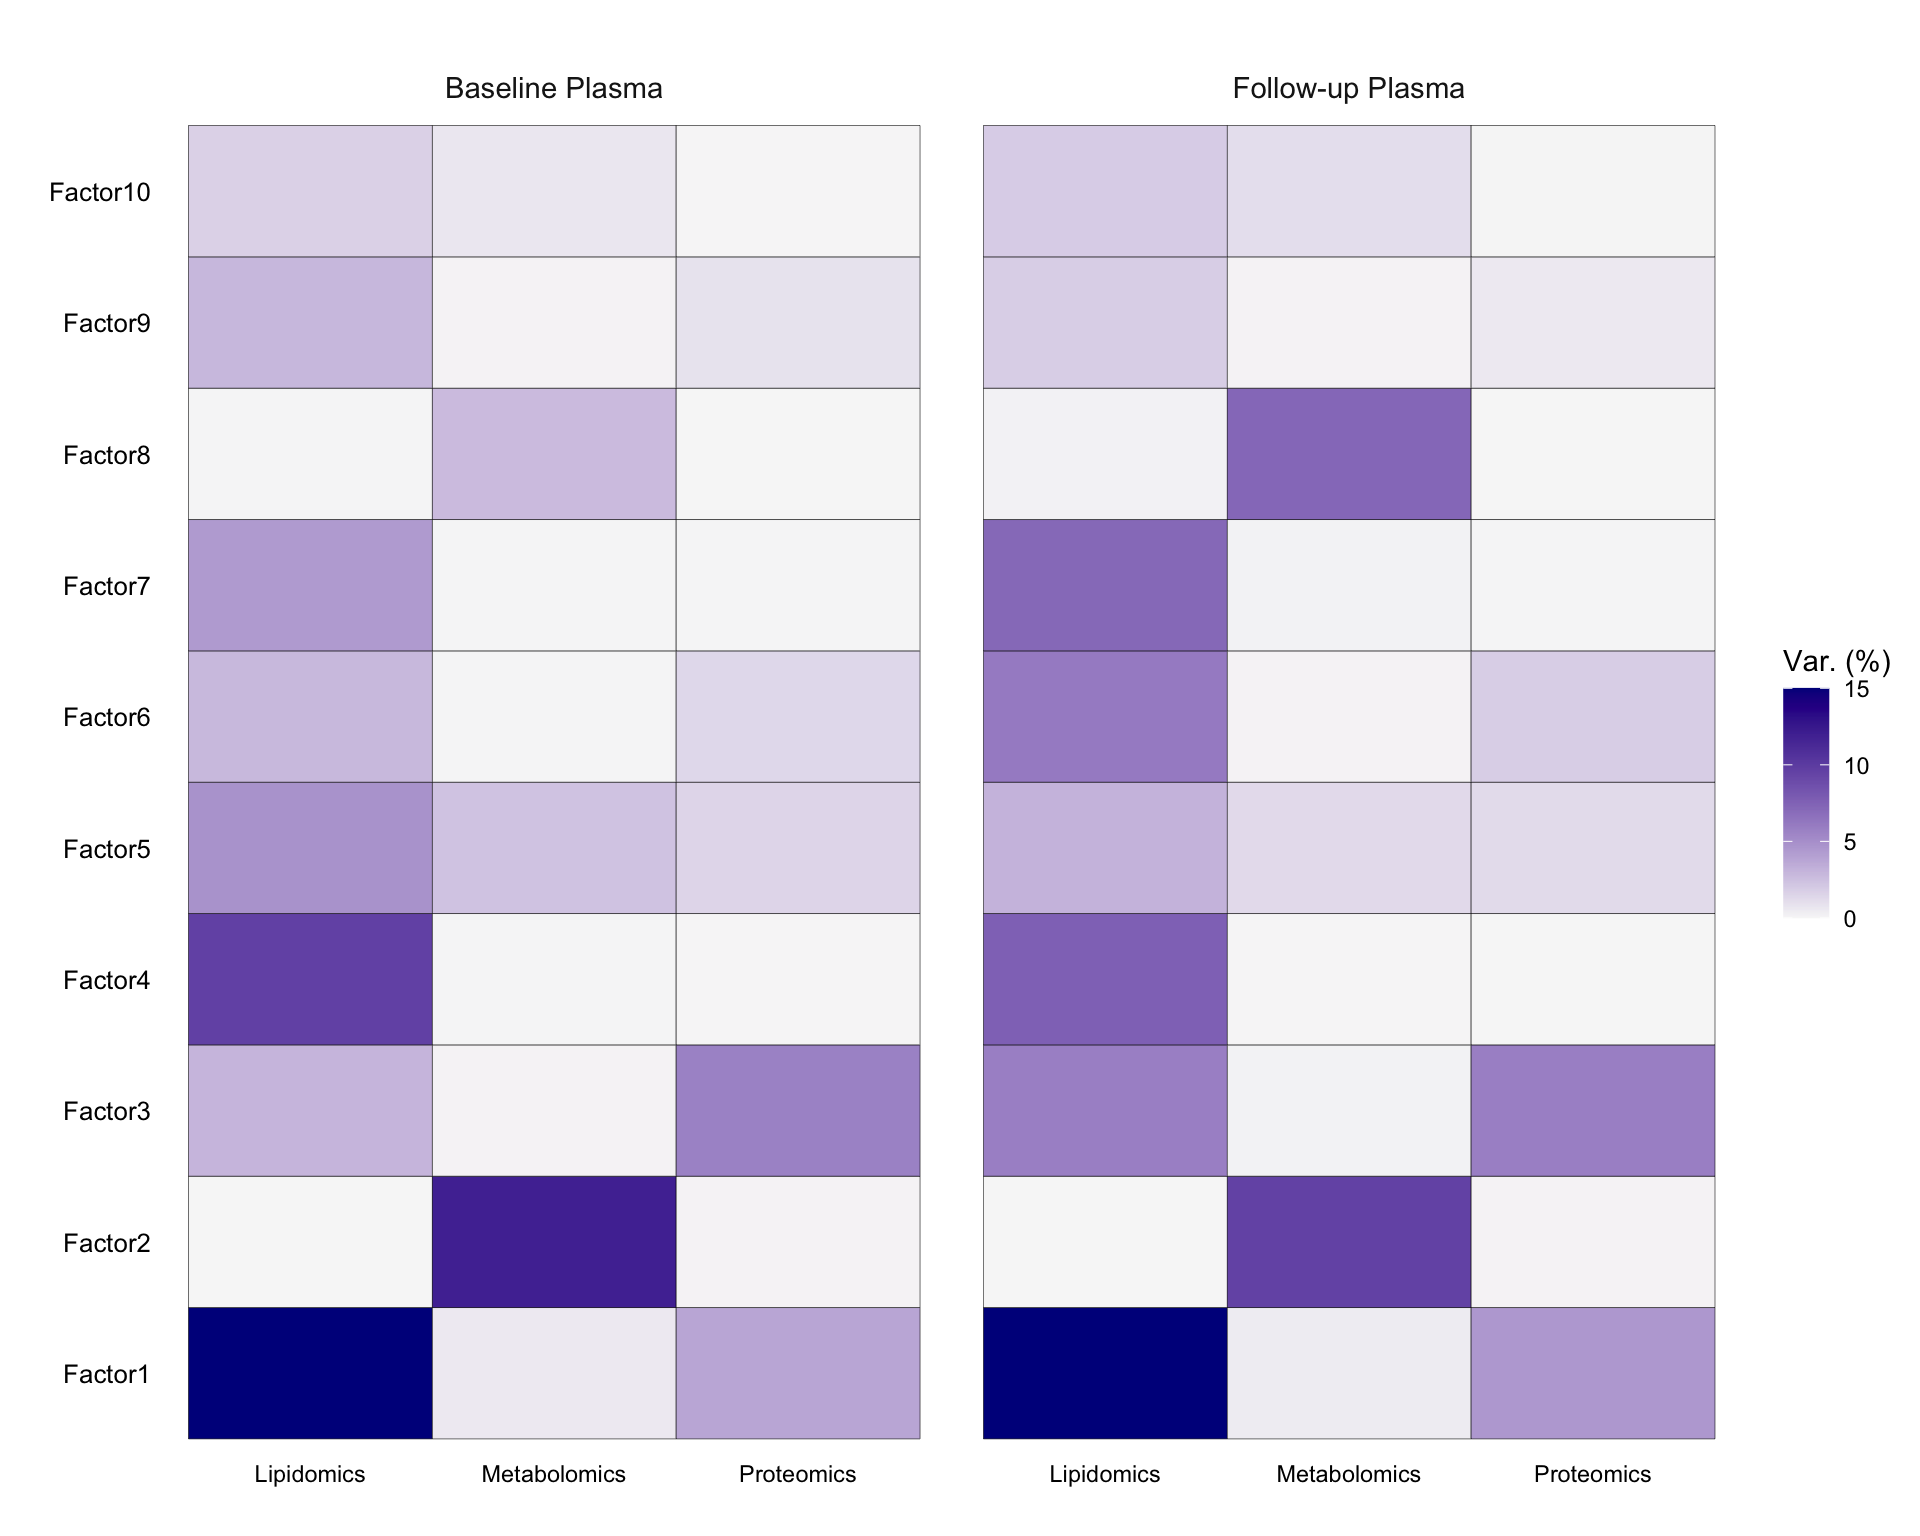 Baseline Plasma
Follow-up Plasma
Factor10
Factor9
Factor8
Factor7
Factor6
Factor5
Factor4
Factor3
Factor2
Factor1
Lipidomics
Metabolomics
Proteomics
Lipidomics
Metabolomics
Proteomics
Var. (%)
15
10
5
0